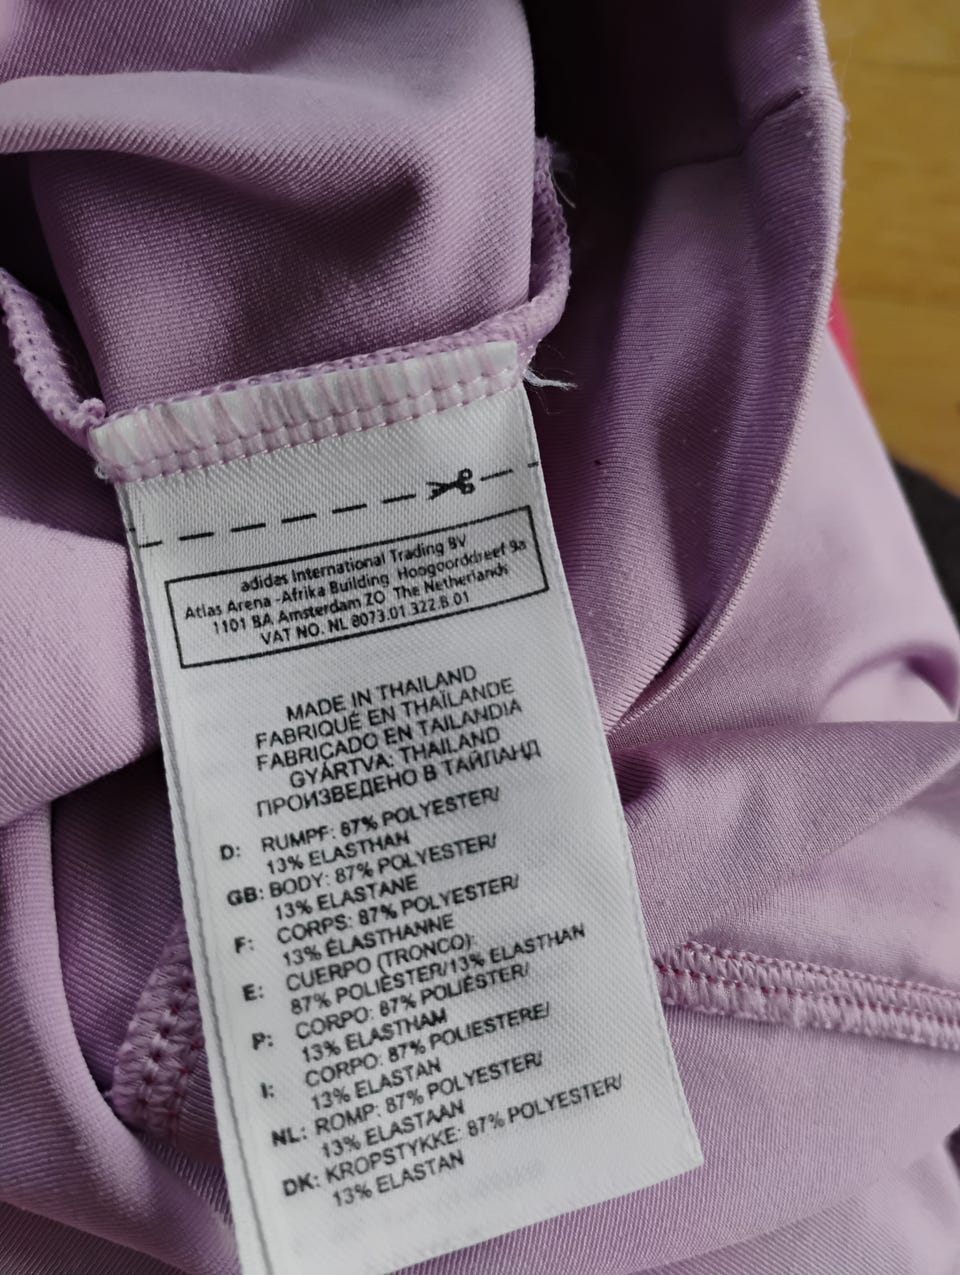 adidas International Trading BV
Atlas Arena -Afrika Building Hoogoorddreef 9a
1101 BA Amsterdam ZO The Netherlands
VAT NO. NL 8073.01.322.B.01
MADE IN THAILAND
FABRIQUÉ EN THAÏLANDE
FABRICADO EN TAILANDIA
GYÁRTVA: THAILAND
ПРОИЗВЕДЕНО В ТАЙЛАНД
D: RUMPF: 87% POLYESTER/
13% ELASTHAN
GB: BODY: 87% POLYESTER/
13% ELASTANE
F: CORPS: 87% POLYESTER/
13% ÉLASTHANNE
E: CUERPO (TRONCO):
87% POLIÉSTER/13% ELASTHAN
P: CORPO: 87% POLIÉSTER/
13% ELASTHAM
I: CORPO: 87% POLIESTERE/
13% ELASTAN
NL: ROMP: 87% POLYESTER/
13% ELASTAAN
DK: KROPSTYKKE: 87% POLYESTER/
13% ELASTAN